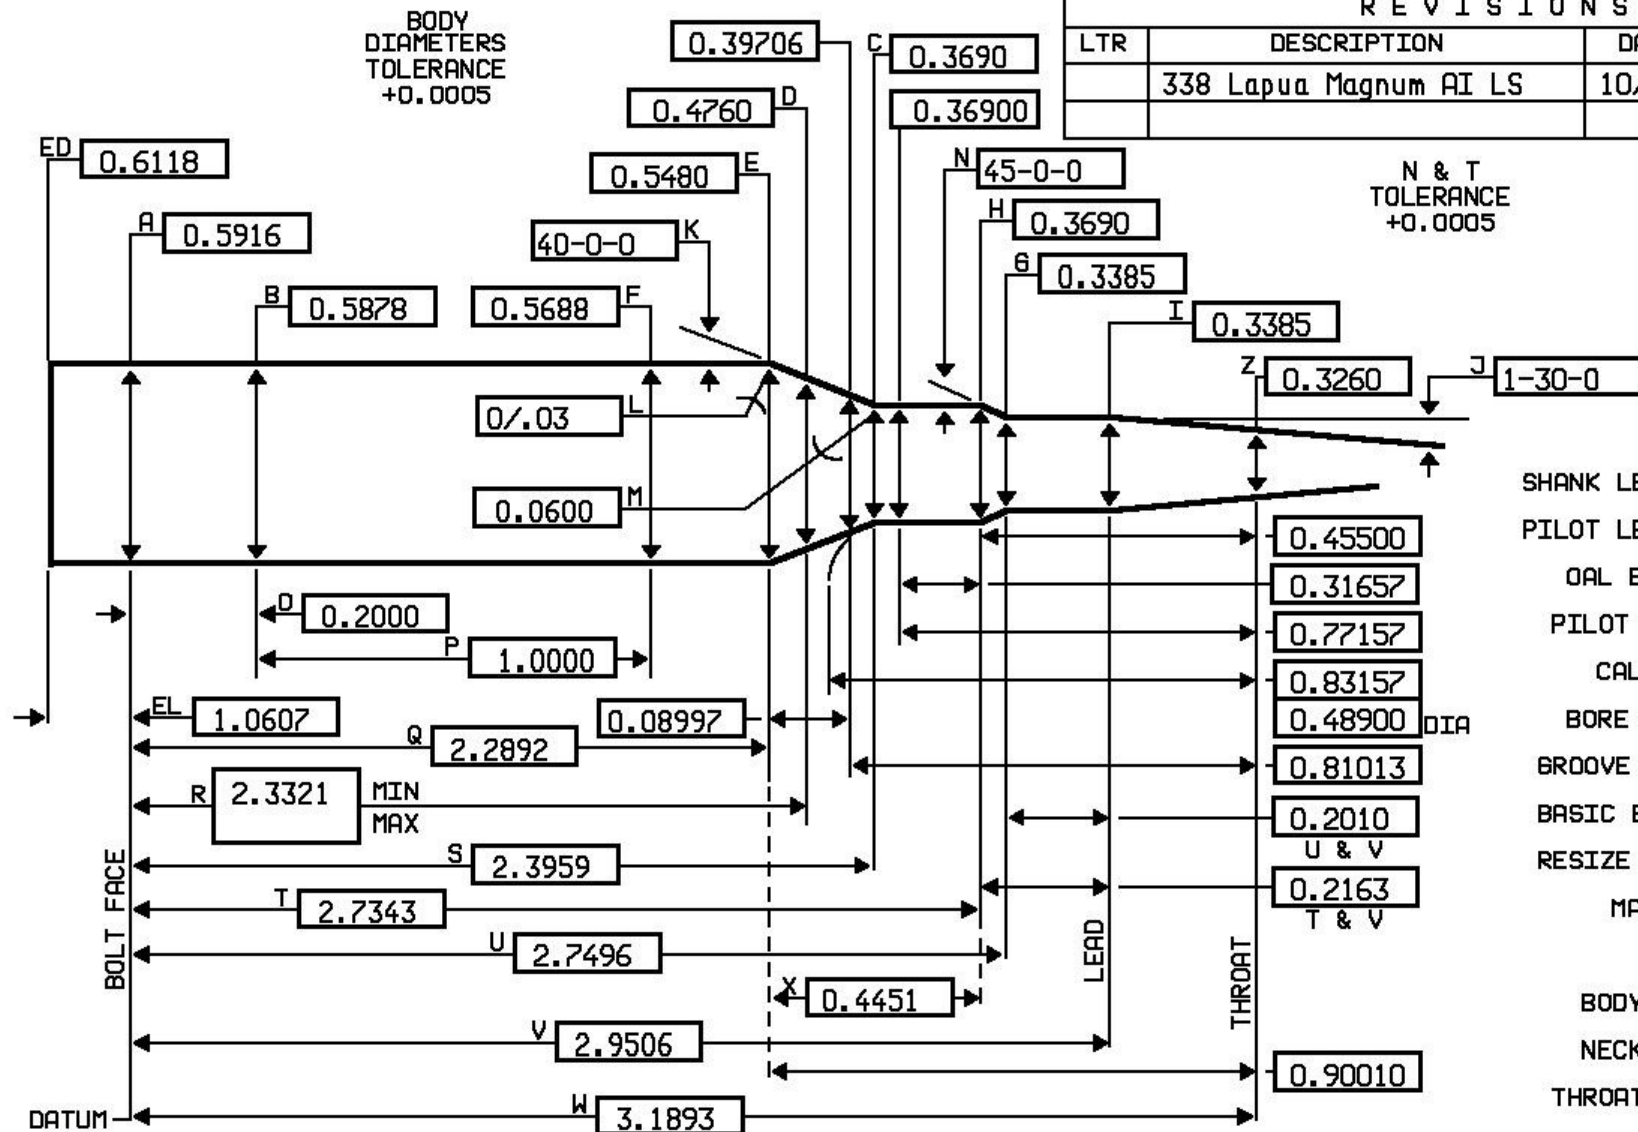 BODY
DIAMETERS
TOLERANCE
+0.0005
0.39706
C 0.3690
R E V I S I O N S
LTR DESCRIPTION DA
338 Lapua Magnum AI LS 10/
0.4760 D
0.36900
ED 0.6118
0.5480 E
N 45-0-0
N & T
TOLERANCE
+0.0005
A 0.5916
40-0-0 K
H 0.3690
G 0.3385
B 0.5878
0.5688 F
I 0.3385
Z 0.3260
J 1-30-0
0/.03 L
0.0600 M
SHANK LE
0.45500
PILOT LE
0.31657
OAL E
O 0.2000
0.77157
PILOT
P 1.0000
0.83157
CAL
EL 1.0607
0.08997
0.48900 DIA
BORE
Q 2.2892
0.81013
GROOVE
R 2.3321 MIN
MAX
0.2010
U & V
BASIC E
S 2.3959
RESIZE
0.2163
T & V
T 2.7343
MA
U 2.7496
BOLT FACE
LEAD
THROAT
X 0.4451
BODY
V 2.9506
NECK
0.90010
THROAT
DATUM
W 3.1893